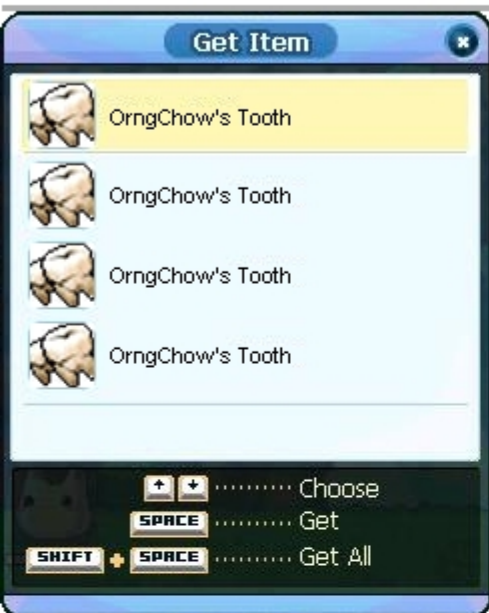 Get Item
OrngChow's Tooth
OrngChow's Tooth
OrngChow's Tooth
OrngChow's Tooth
↑ ↓ .......... Choose
SPACE .......... Get
SHIFT + SPACE .......... Get All